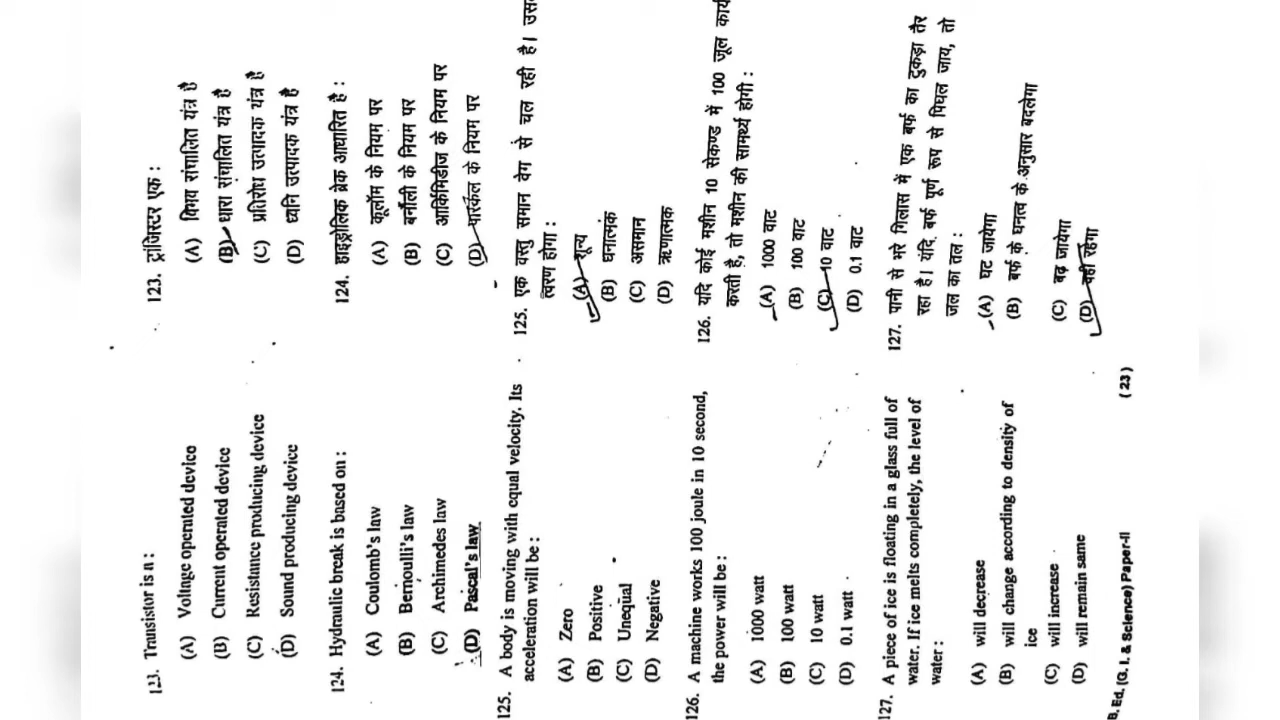 123. Transistor is n :
(A) Voltage operated device
(B) Current operated device
(C) Resistance producing device
(D) Sound producing device
124. Hydraulic break is based on :
(A) Coulomb's law
(B) Bernoulli's law
(C) Archimedes law
(D) Pascal's law
125. A body is moving with equal velocity. Its
acceleration will be :
(A) Zero
(B) Positive
(C) Unequal
(D) Negative
126. A machine works 100 joule in 10 second,
the power will be :
(A) 1000 watt
(B) 100 watt
(C) 10 watt
(D) 0.1 watt
127. A piece of ice is floating in a glass full of
water. If ice melts completely, the level of
water :
(A) will decrease
(B) will change according to density of
ice
(C) will increase
(D) will remain same
B. Ed. (G. I. & Science) Paper-II
( 23 )
123. ट्रांजिस्टर एक :
(A) विभव संचालित यंत्र है
(B) धारा संचालित यंत्र है
(C) प्रतिरोध उत्पादक यंत्र है
(D) ध्वनि उत्पादक यंत्र है
124. हाइड्रोलिक ब्रेक आधारित है :
(A) कूलॉम के नियम पर
(B) बर्नौली के नियम पर
(C) आर्किमिडीज के नियम पर
(D) पास्कल के नियम पर
125. एक वस्तु समान वेग से चल रही है। उस
त्वरण होगा :
(A) शून्य
(B) घनात्मक
(C) असमान
(D) ऋणात्मक
126. यदि कोई मशीन 10 सेकण्ड में 100 जूल कार्य
करती है, तो मशीन की सामर्थ्य होगी :
(A) 1000 वाट
(B) 100 वाट
(C) 10 वाट
(D) 0.1 वाट
127. पानी से भरे गिलास में एक बर्फ का टुकड़ा तैर
रहा है। यदि बर्फ पूर्ण रूप से पिघल जाय, तो
जल का तल :
(A) घट जायेगा
(B) बर्फ के घनत्व के अनुसार बदलेगा
(C) बढ़ जायेगा
(D) वही रहेगा